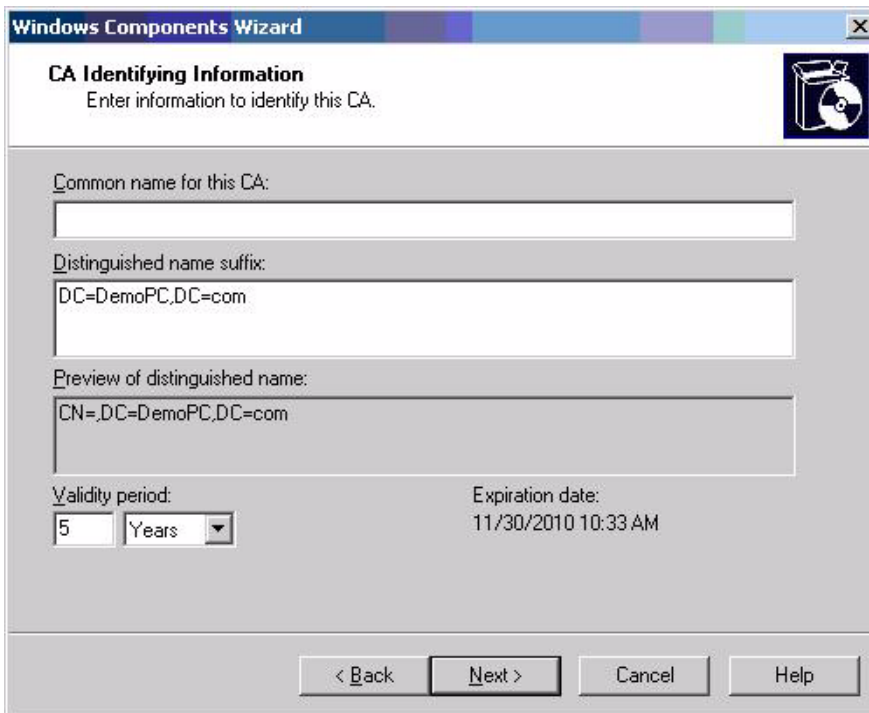 Windows Components Wizard
CA Identifying Information
Enter information to identify this CA.
Common name for this CA:
Distinguished name suffix:
DC=DemoPC,DC=com
Preview of distinguished name:
CN=,DC=DemoPC,DC=com
Validity period:
Expiration date:
5 Years
11/30/2010 10:33 AM
< Back Next > Cancel Help